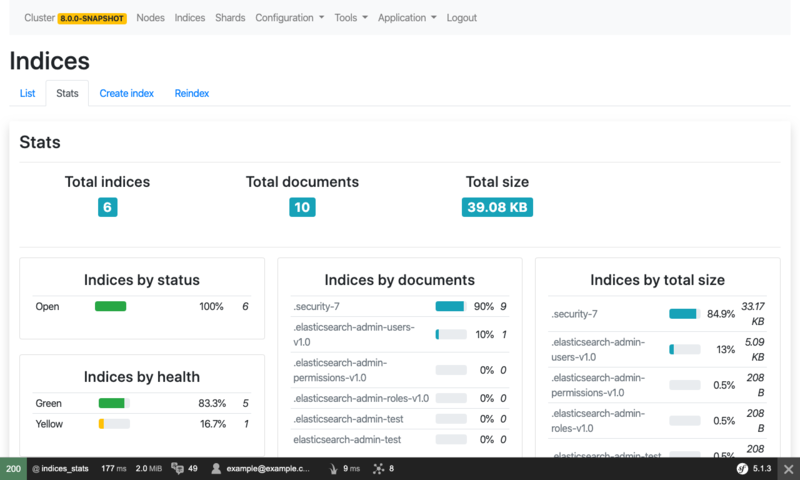 Cluster 8.0.0-SNAPSHOT Nodes Indices Shards Configuration Tools Application Logout
Indices
List Stats Create index Reindex
Stats
Total indices Total documents Total size
6 10 39.08 KB
Indices by status
Open 100% 6
Indices by health
Green 83.3% 5
Yellow 16.7% 1
Indices by documents
.security-7 90% 9
.elasticsearch-admin-users-
v1.0 10% 1
.elasticsearch-admin-
permissions-v1.0 0% 0
.elasticsearch-admin-roles-v1.0 0% 0
.elasticsearch-admin-test 0% 0
elasticsearch-admin-test 0% 0
Indices by total size
.security-7 84.9% 33.17
KB
.elasticsearch-admin-
users-v1.0 13% 5.09
KB
.elasticsearch-admin-
permissions-v1.0 0.5% 208
B
.elasticsearch-admin-
roles-v1.0 0.5% 208
B
.elasticsearch-admin-test 0.5% 208
200 @ indices_stats 177 ms 2.0 MiB 49 example@example.c... 9 ms 8 sf 5.1.3